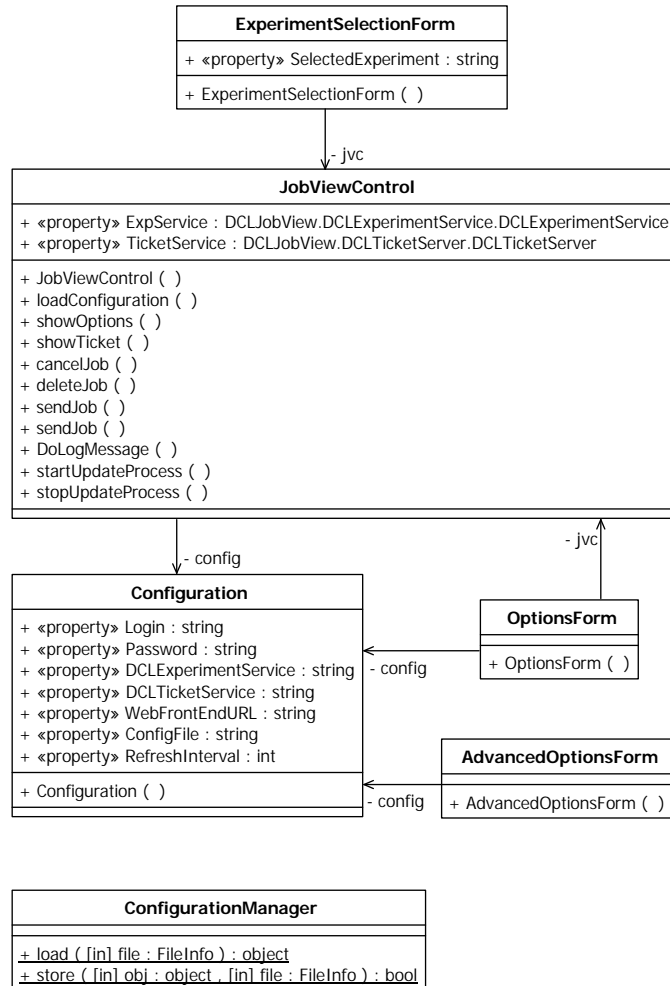 ExperimentSelectionForm
+ «property» SelectedExperiment : string
+ ExperimentSelectionForm ( )
- jvc
JobViewControl
+ «property» ExpService : DCLJobView.DCLExperimentService.DCLExperimentService
+ «property» TicketService : DCLJobView.DCLTicketServer.DCLTicketServer
+ JobViewControl ( )
+ loadConfiguration ( )
+ showOptions ( )
+ showTicket ( )
+ cancelJob ( )
+ deleteJob ( )
+ sendJob ( )
+ sendJob ( )
+ DoLogMessage ( )
+ startUpdateProcess ( )
+ stopUpdateProcess ( )
- jvc
- config
Configuration
+ «property» Login : string
+ «property» Password : string
+ «property» DCLExperimentService : string
+ «property» DCLTicketService : string
+ «property» WebFrontEndURL : string
+ «property» ConfigFile : string
+ «property» RefreshInterval : int
+ Configuration ( )
OptionsForm
+ OptionsForm ( )
- config
AdvancedOptionsForm
+ AdvancedOptionsForm ( )
- config
ConfigurationManager
+ load ( [in] file : FileInfo ) : object
+ store ( [in] obj : object , [in] file : FileInfo ) : bool